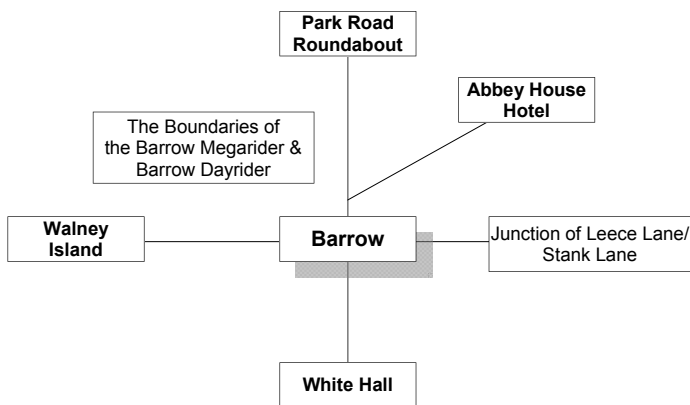 Park Road
Roundabout
Abbey House
Hotel
The Boundaries of
the Barrow Megarider &
Barrow Dayrider
Walney
Island
Barrow
Junction of Leece Lane/
Stank Lane
White Hall